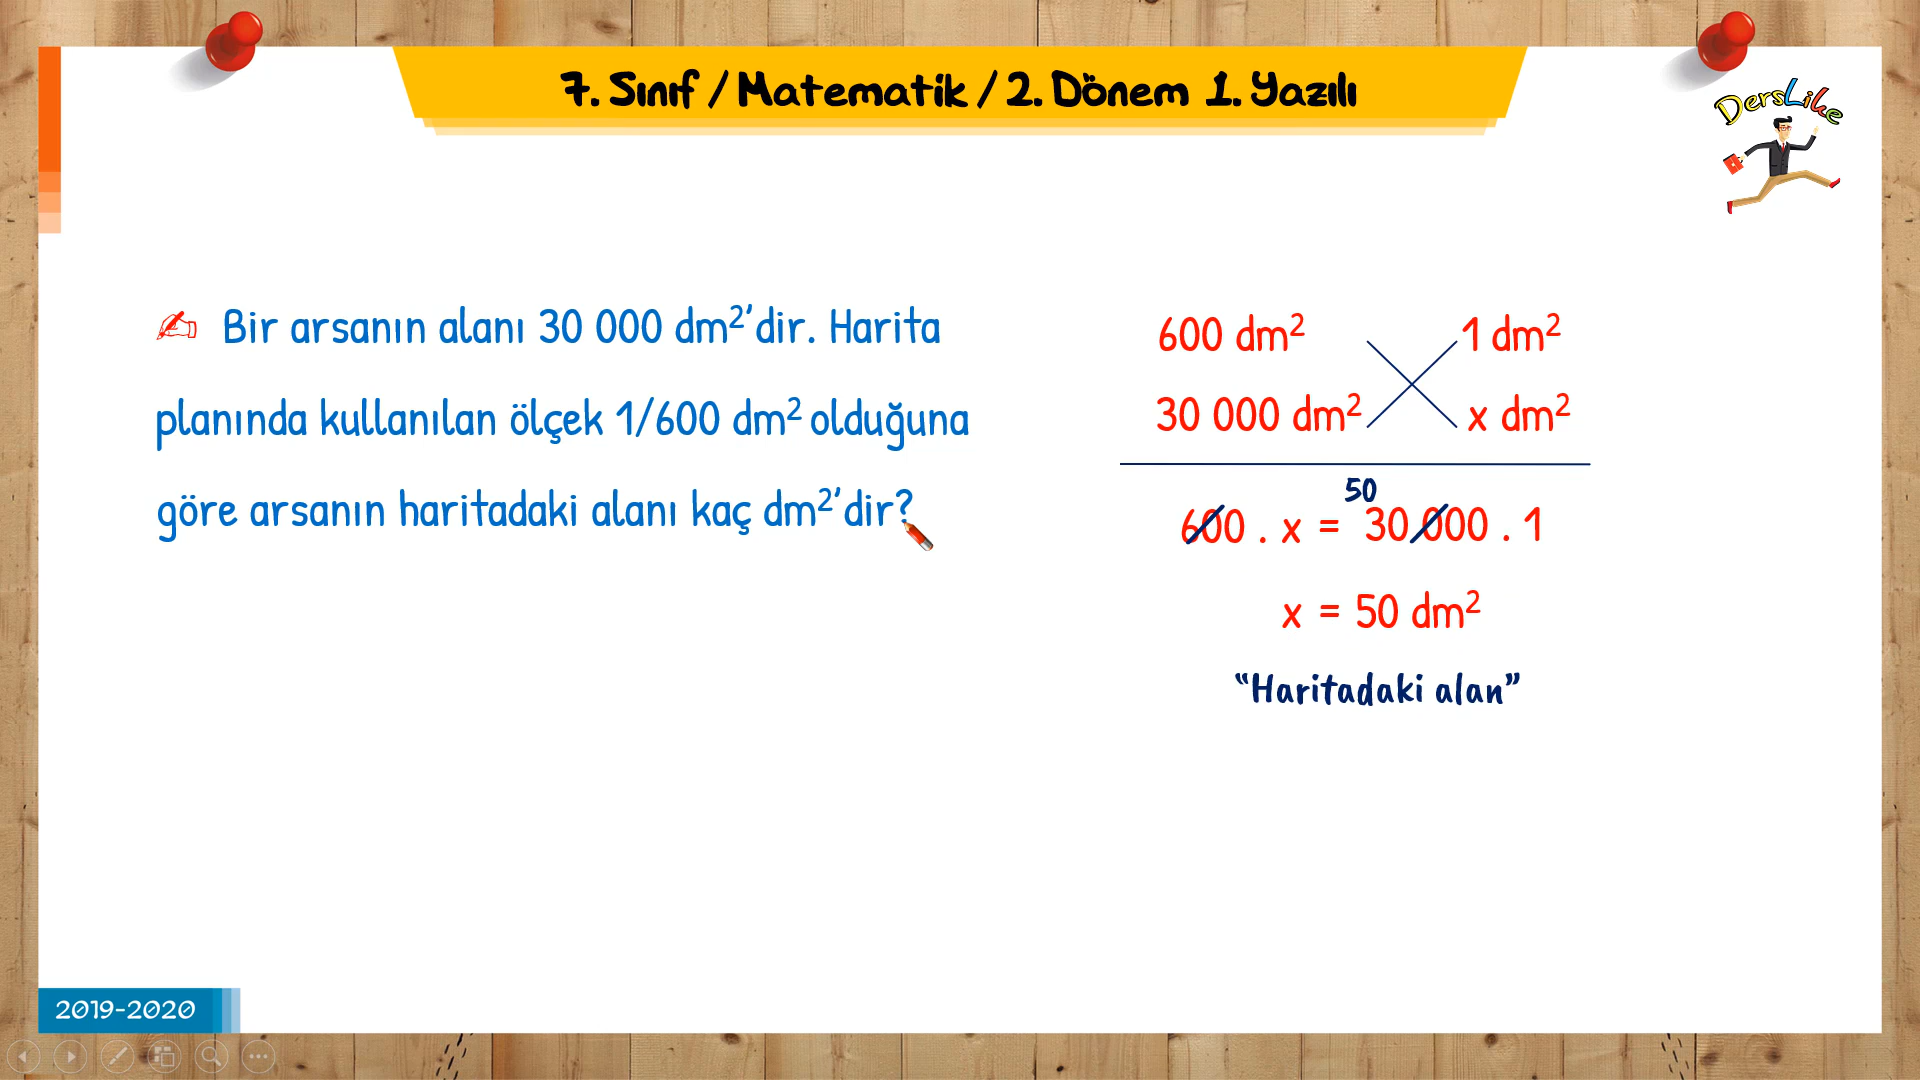 7. Sınıf / Matematik / 2. Dönem 1. Yazılı
DersLike
✍ Bir arsanın alanı 30 000 dm²'dir. Harita
planında kullanılan ölçek 1/600 dm² olduğuna
göre arsanın haritadaki alanı kaç dm²'dir?
600 dm² 1 dm²
30 000 dm² x dm²
50
600 . x = 30 000 . 1
x = 50 dm²
“Haritadaki alan”
2019-2020